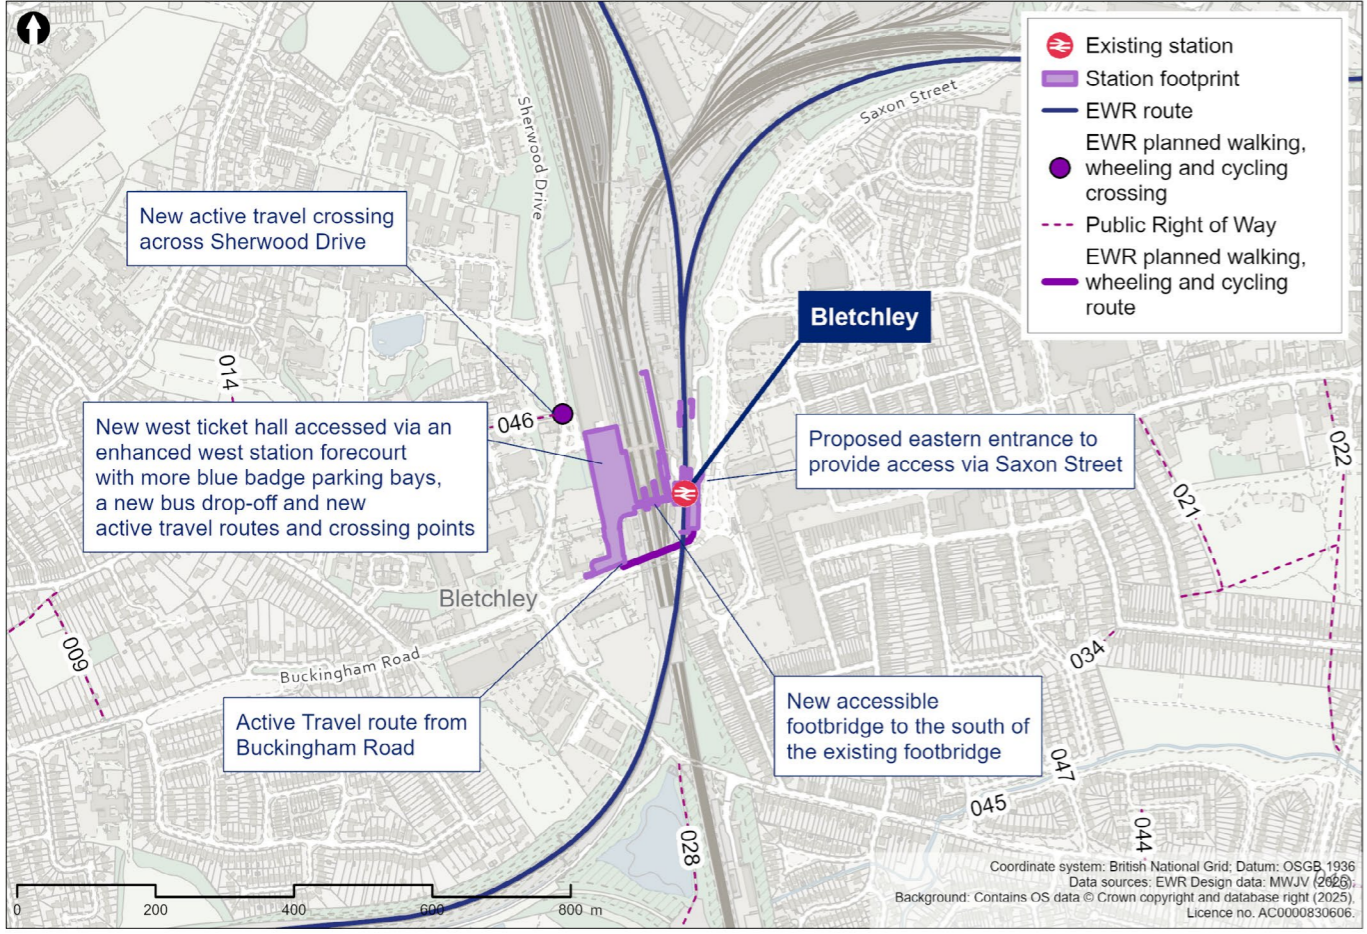 Existing station
Station footprint
EWR route
EWR planned walking,
wheeling and cycling
crossing
Public Right of Way
EWR planned walking,
wheeling and cycling
route
Saxon Street
Sherwood Drive
New active travel crossing
across Sherwood Drive
Bletchley
014
046
New west ticket hall accessed via an
enhanced west station forecourt
with more blue badge parking bays,
a new bus drop-off and new
active travel routes and crossing points
Proposed eastern entrance to
provide access via Saxon Street
022
021
Bletchley
009
Buckingham Road
034
Active Travel route from
Buckingham Road
New accessible
footbridge to the south of
the existing footbridge
047
045
044
028
Coordinate system: British National Grid; Datum: OSGB 1936
Data sources: EWR Design data: MWJV (2025),
Background: Contains OS data © Crown copyright and database right (2025),
Licence no. AC0000830606.
0 200 400 600 800 m